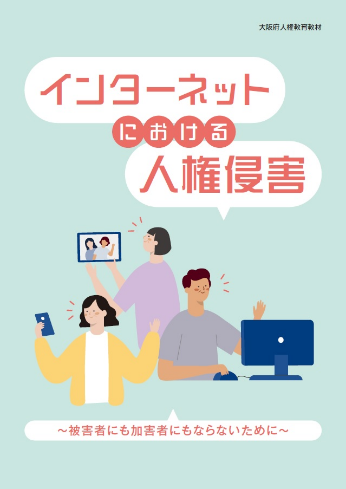 大阪府人権教育教材
インターネット
における
人権侵害
～被害者にも加害者にもならないために～